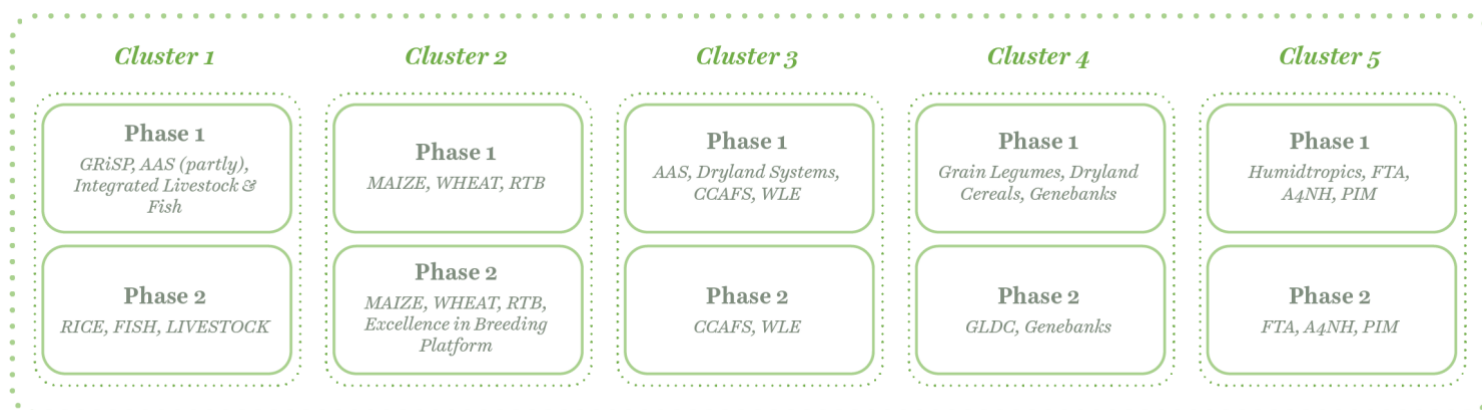 Cluster 1
Cluster 2
Cluster 3
Cluster 4
Cluster 5
Phase 1
GRiSP, AAS (partly),
Integrated Livestock &
Fish
Phase 1
MAIZE, WHEAT, RTB
Phase 1
AAS, Dryland Systems,
CCAFS, WLE
Phase 1
Grain Legumes, Dryland
Cereals, Genebanks
Phase 1
Humidtropics, FTA,
A4NH, PIM
Phase 2
RICE, FISH, LIVESTOCK
Phase 2
MAIZE, WHEAT, RTB,
Excellence in Breeding
Platform
Phase 2
CCAFS, WLE
Phase 2
GLDC, Genebanks
Phase 2
FTA, A4NH, PIM